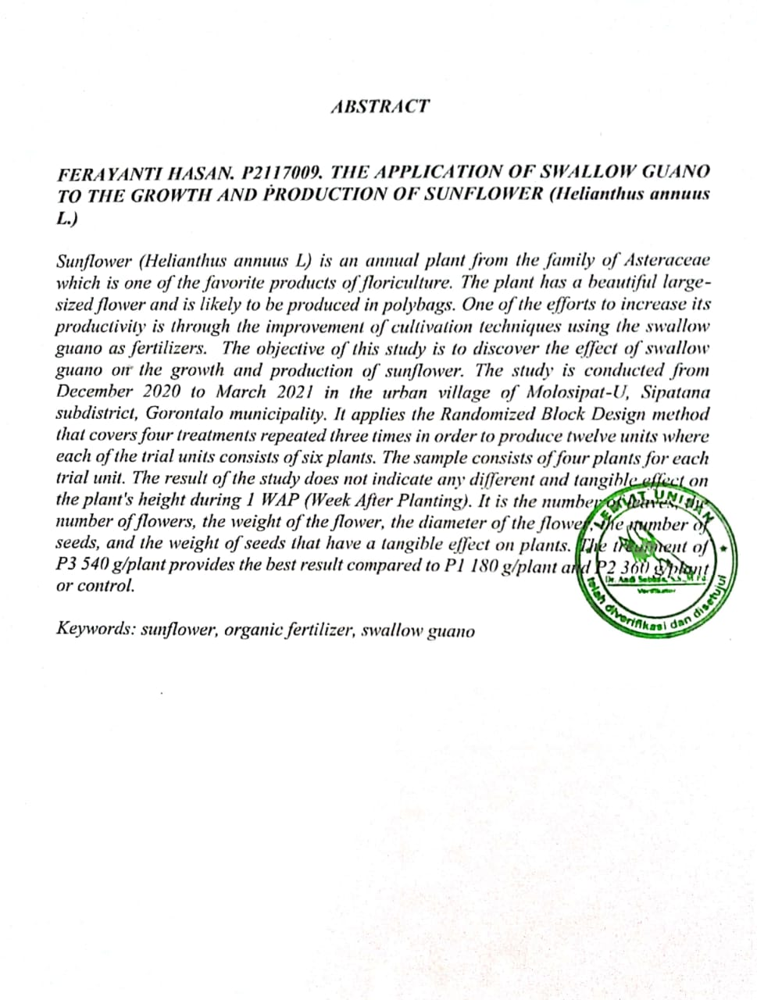 ABSTRACT
FERAYANTI HASAN. P2117009. THE APPLICATION OF SWALLOW GUANO
TO THE GROWTH AND PRODUCTION OF SUNFLOWER (Helianthus annuus
L.)
Sunflower (Helianthus annuus L) is an annual plant from the family of Asteraceae
which is one of the favorite products of floriculture. The plant has a beautiful large-
sized flower and is likely to be produced in polybags. One of the efforts to increase its
productivity is through the improvement of cultivation techniques using the swallow
guano as fertilizers. The objective of this study is to discover the effect of swallow
guano on the growth and production of sunflower. The study is conducted from
December 2020 to March 2021 in the urban village of Molosipat-U, Sipatana
subdistrict, Gorontalo municipality. It applies the Randomized Block Design method
that covers four treatments repeated three times in order to produce twelve units where
each of the trial units consists of six plants. The sample consists of four plants for each
trial unit. The result of the study does not indicate any different and tangible effect on
the plant's height during 1 WAP (Week After Planting). It is the number of leaves, the
number of flowers, the weight of the flower, the diameter of the flower, the number of
seeds, and the weight of seeds that have a tangible effect on plants. The treatment of
P3 540 g/plant provides the best result compared to P1 180 g/plant and P2 360 g/plant
or control.
Keywords: sunflower, organic fertilizer, swallow guano
UNISAN
Verifikator
telah diverifikasi dan disetujui